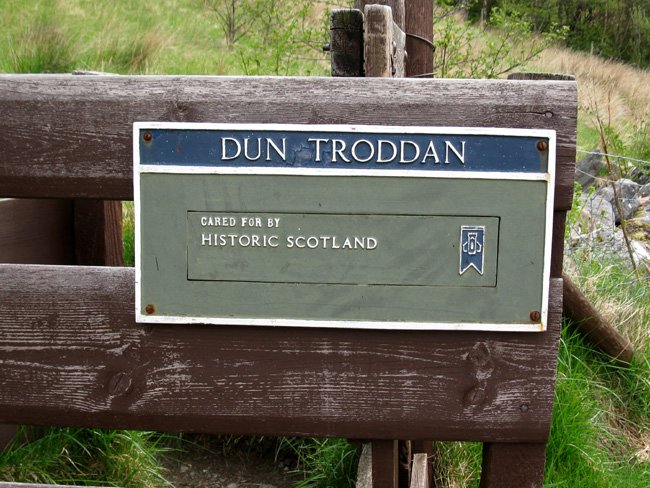 DUN TRODDAN
CARED FOR BY
HISTORIC SCOTLAND